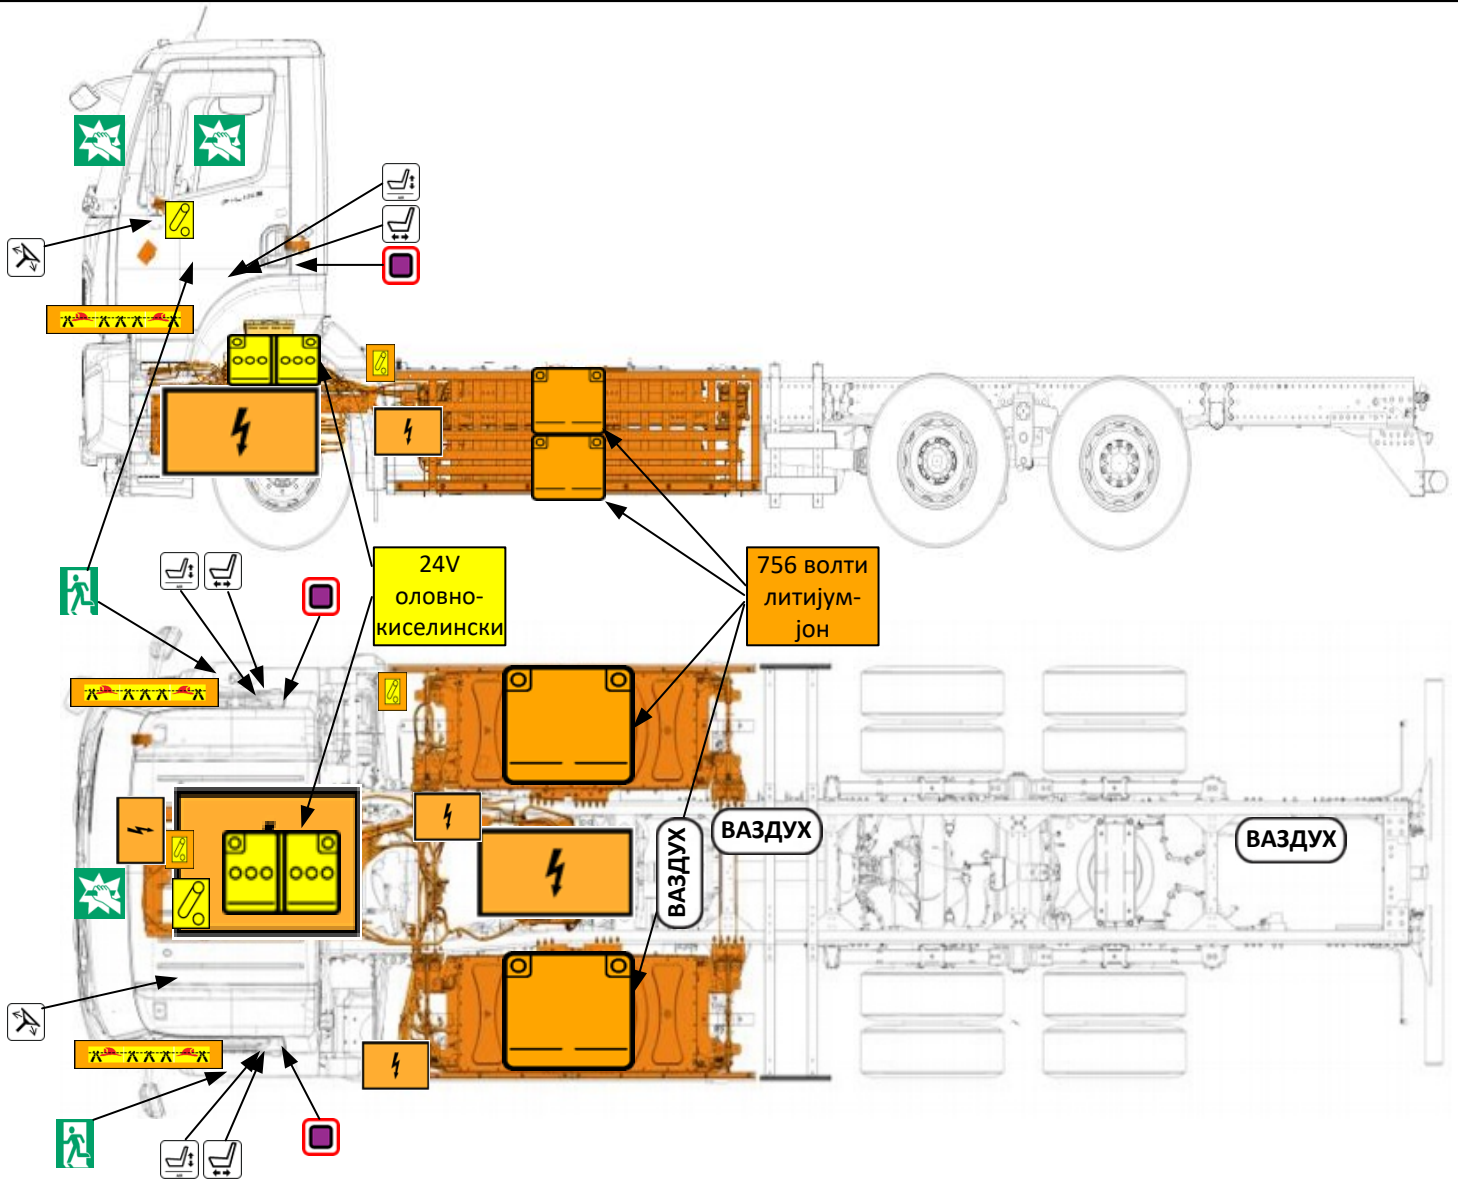 24V
оловно-
киселински
756 волти
литијум-
јон
ВАЗДУХ
ВАЗДУХ
ВАЗДУХ